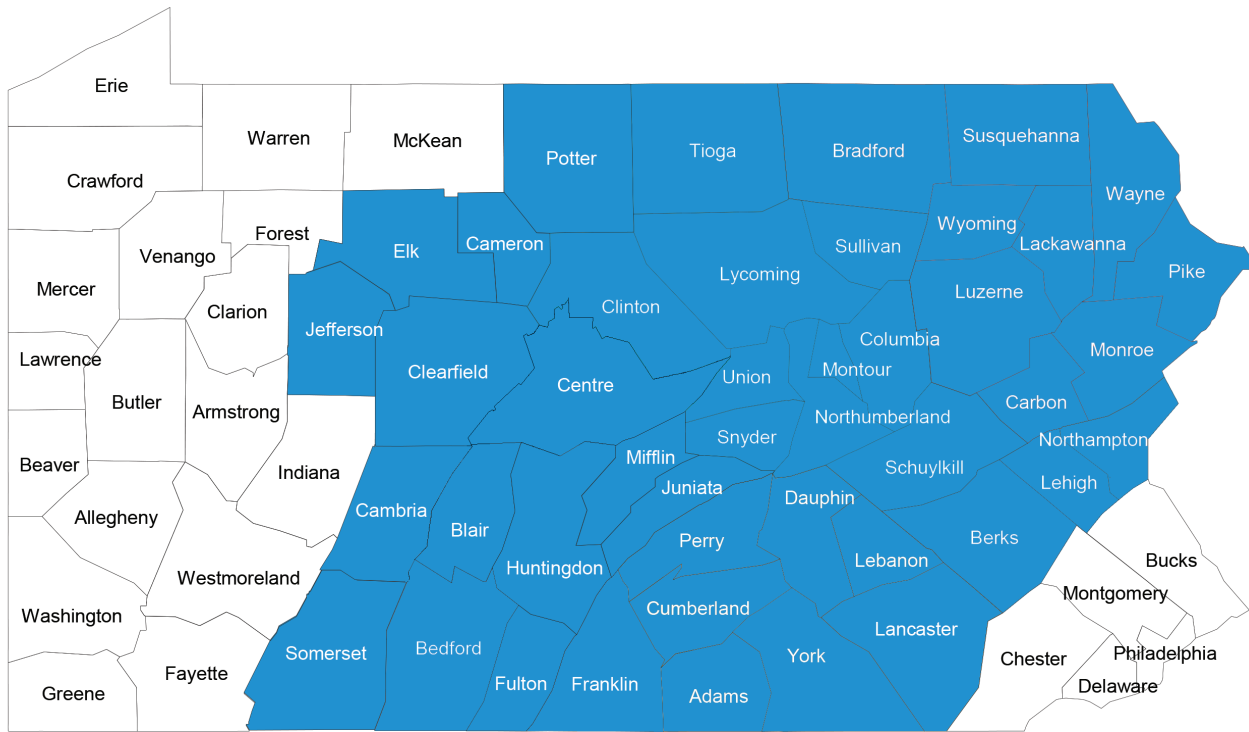 Erie
Warren
McKean
Potter
Tioga
Bradford
Susquehanna
Crawford
Wayne
Forest
Elk
Cameron
Sullivan
Wyoming
Lackawanna
Venango
Mercer
Clarion
Lycoming
Luzerne
Pike
Jefferson
Clinton
Columbia
Monroe
Lawrence
Clearfield
Centre
Union
Montour
Butler
Armstrong
Northumberland
Carbon
Snyder
Northampton
Beaver
Indiana
Mifflin
Schuylkill
Lehigh
Juniata
Dauphin
Allegheny
Cambria
Blair
Perry
Berks
Huntingdon
Lebanon
Bucks
Westmoreland
Montgomery
Washington
Cumberland
Lancaster
Somerset
Bedford
York
Chester
Philadelphia
Fayette
Greene
Fulton
Franklin
Adams
Delaware